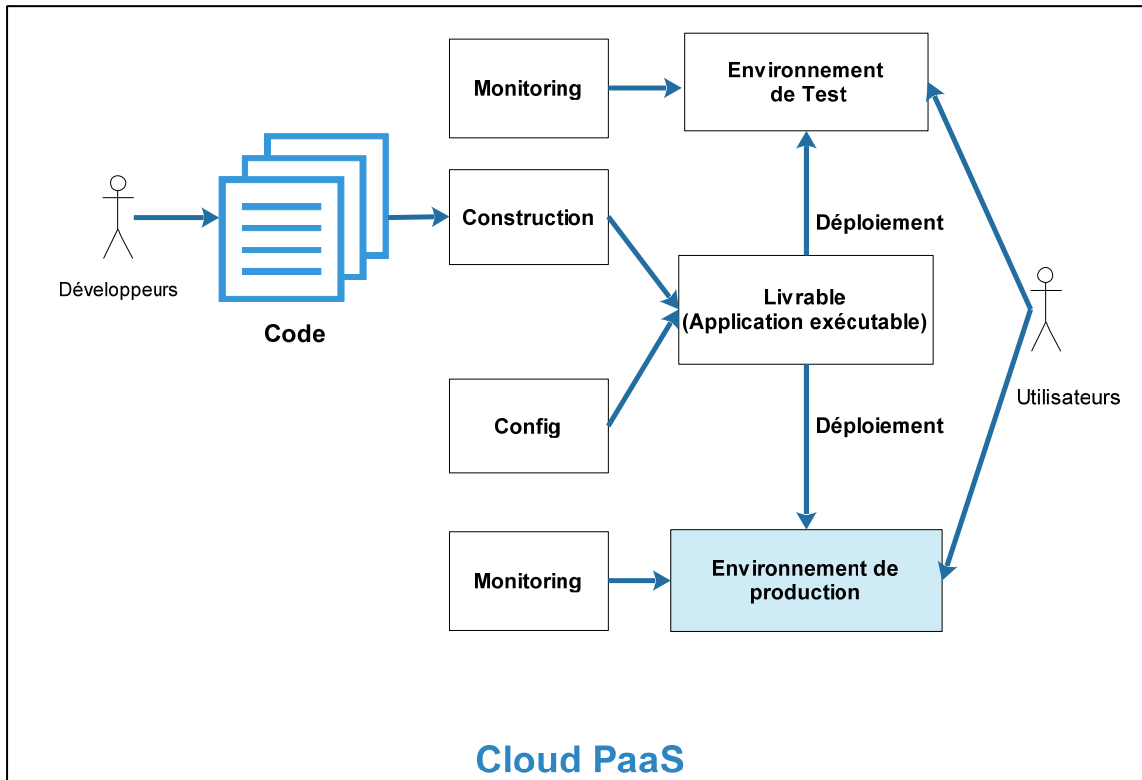 Monitoring
Environnement
de Test
Construction
Déploiement
Développeurs
Code
Livrable
(Application exécutable)
Utilisateurs
Config
Déploiement
Monitoring
Environnement de
production
Cloud PaaS